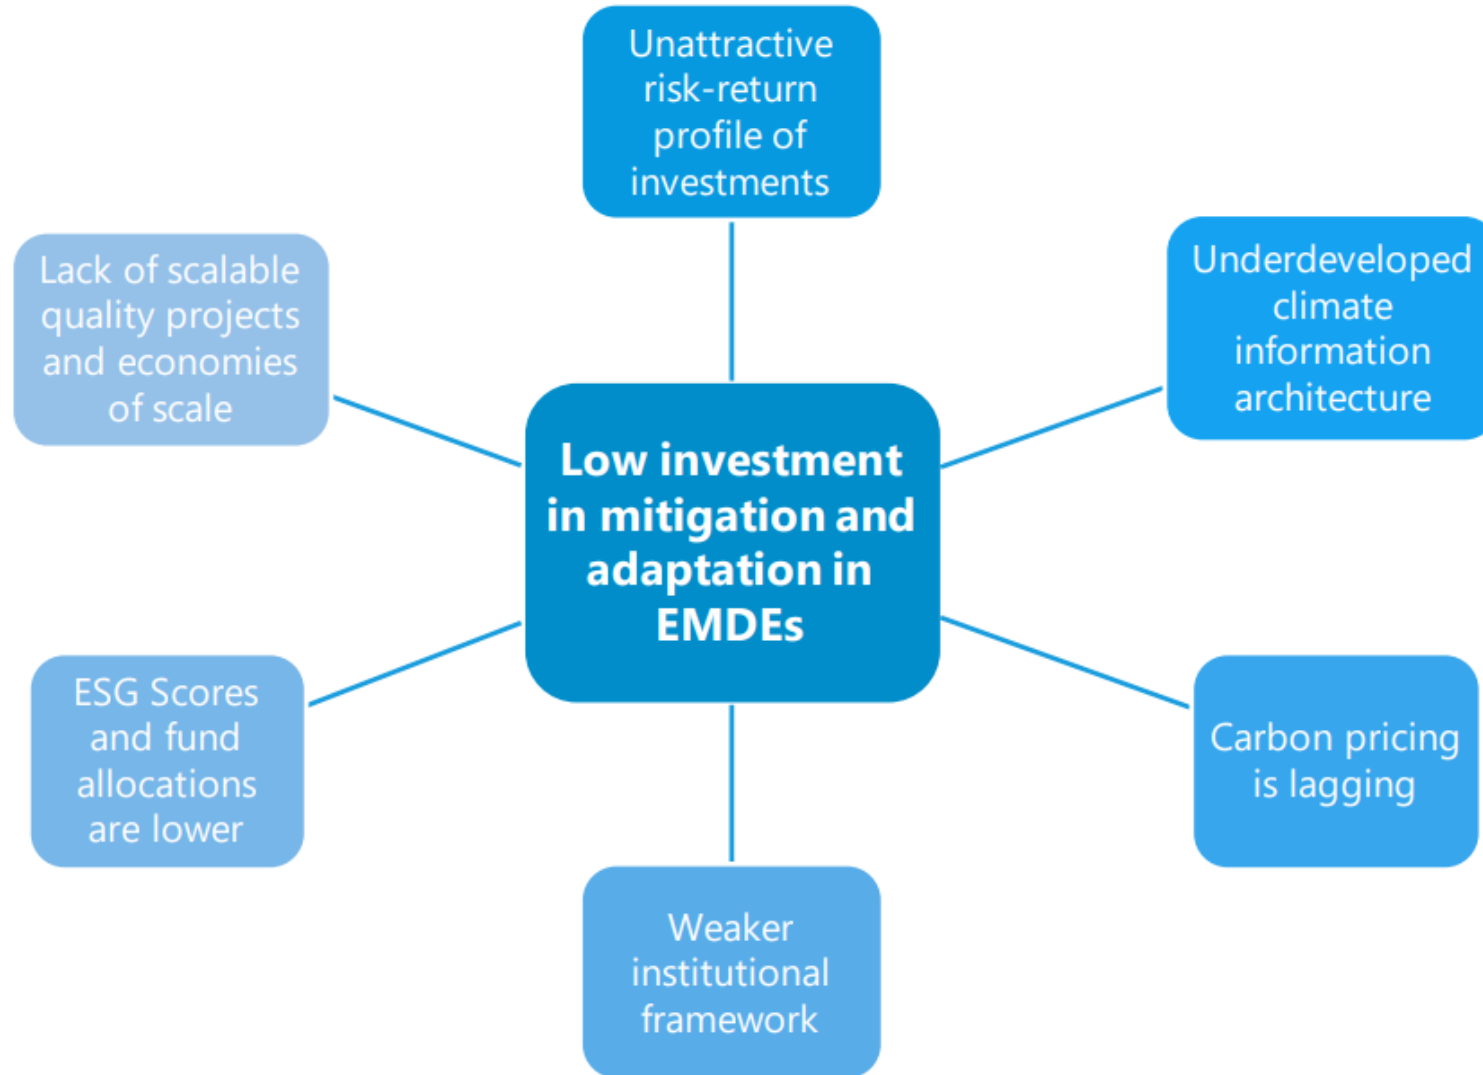 Unattractive
risk-return
profile of
investments
Underdeveloped
climate
information
architecture
Carbon pricing
is lagging
Weaker
institutional
framework
ESG Scores
and fund
allocations
are lower
Lack of scalable
quality projects
and economies
of scale
Low investment
in mitigation and
adaptation in
EMDEs